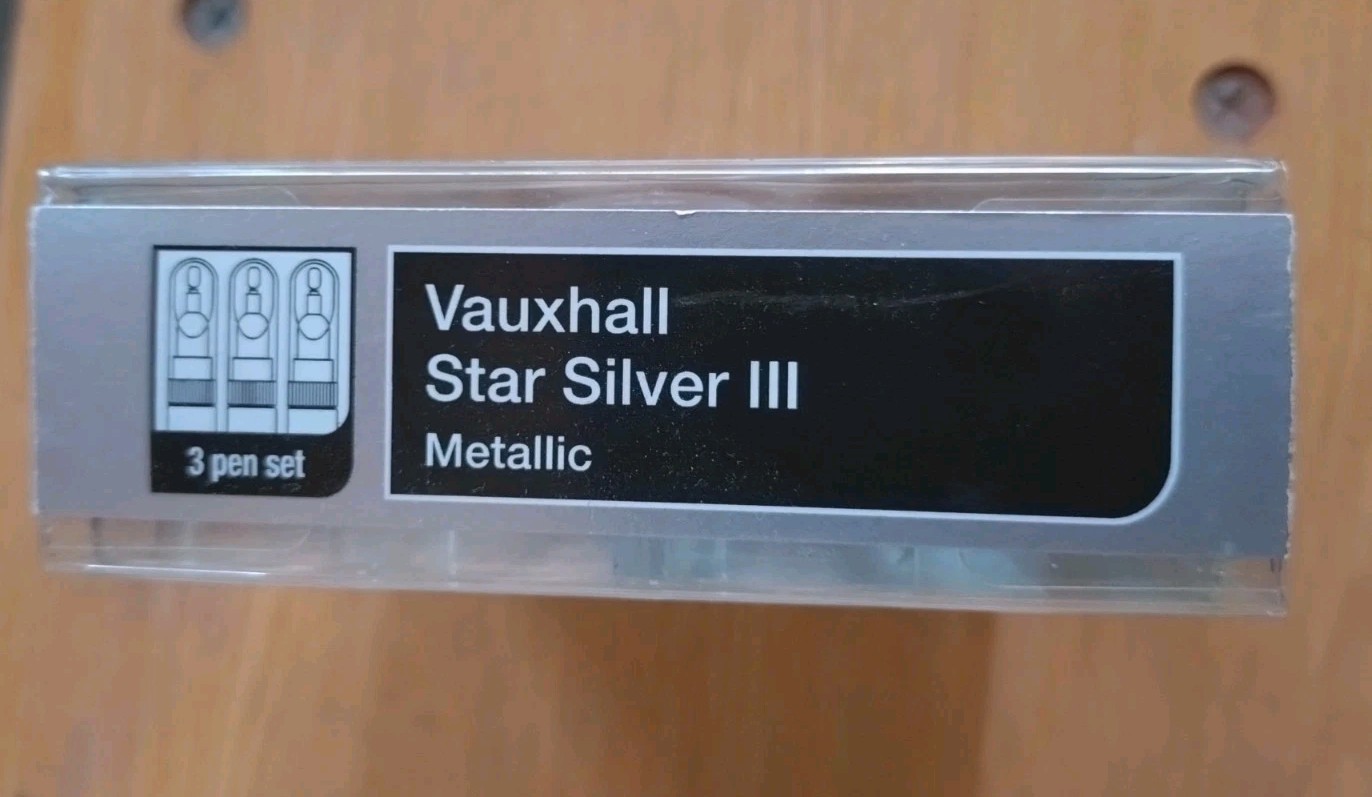 3 pen set
Vauxhall
Star Silver III
Metallic